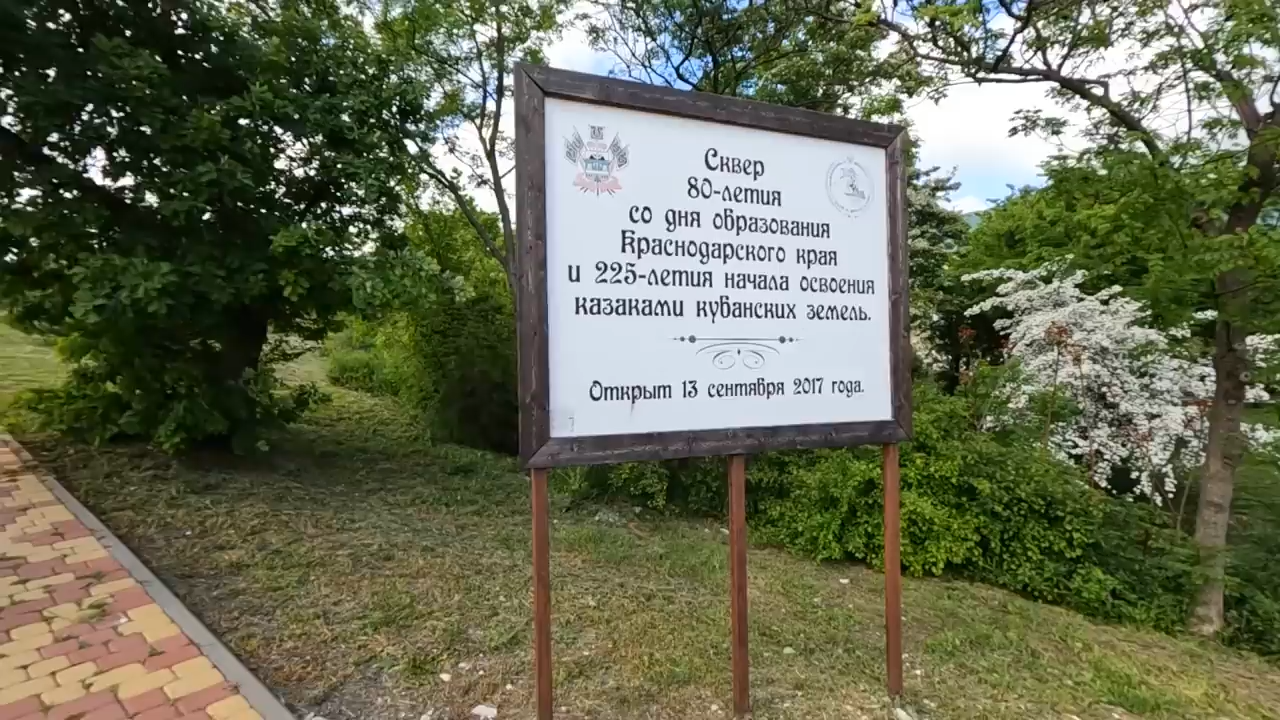 Сквер
80-летия
со дня образования
Краснодарского края
и 225-летия начала освоения
казаками кубанских земель.
Открыт 13 сентября 2017 года.